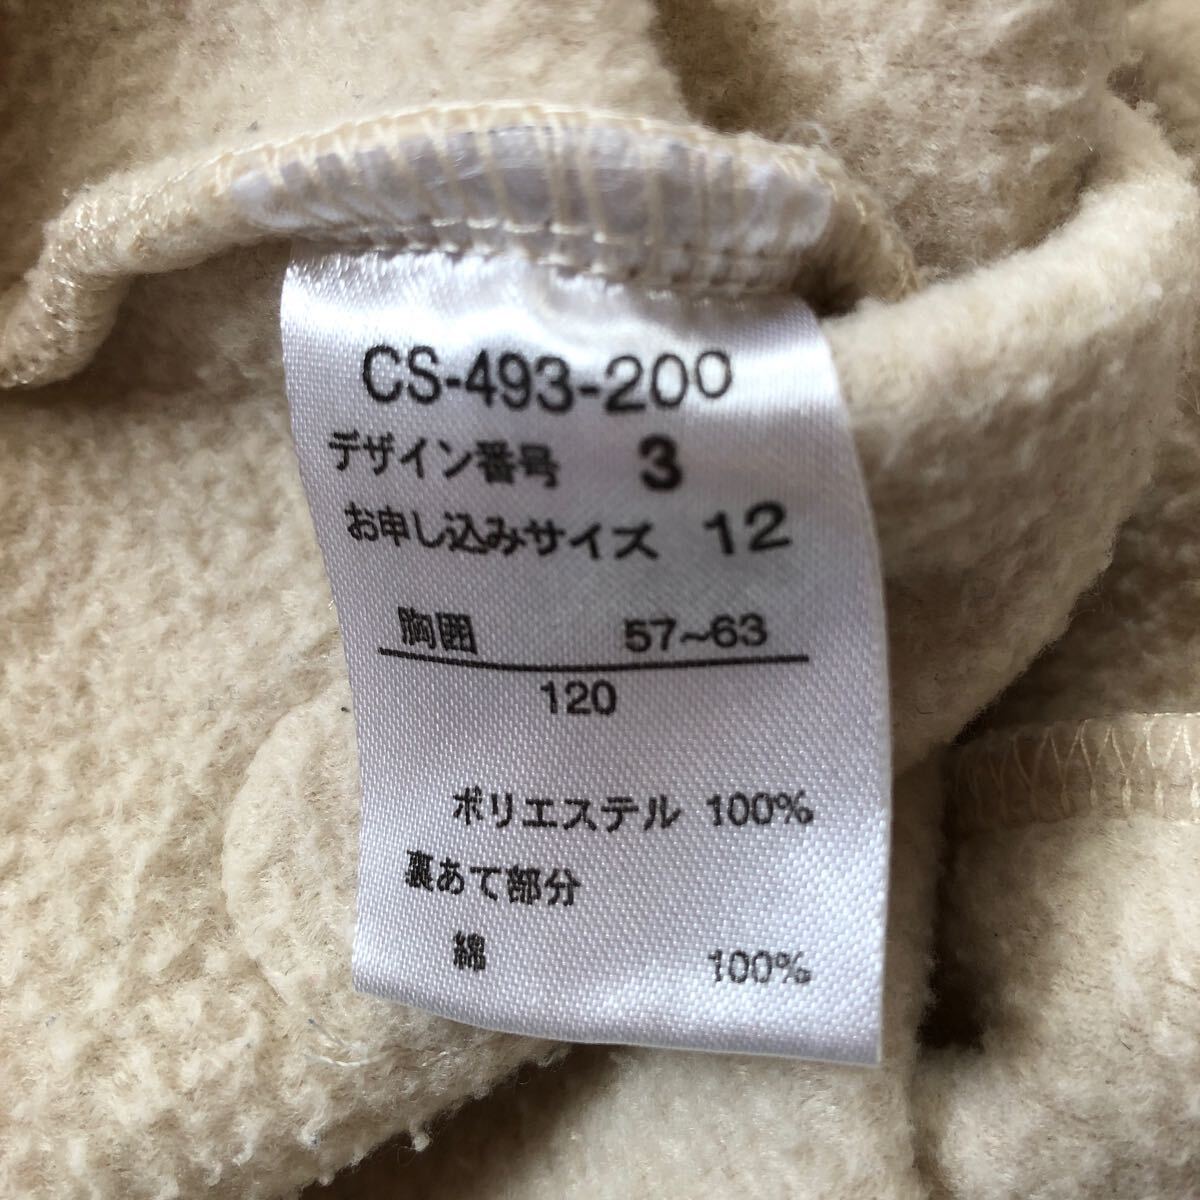 CS-493-200
デザイン番号 3
お申し込みサイズ 12
胸囲 57~63
120
ポリエステル 100%
裏あて部分
綿 100%